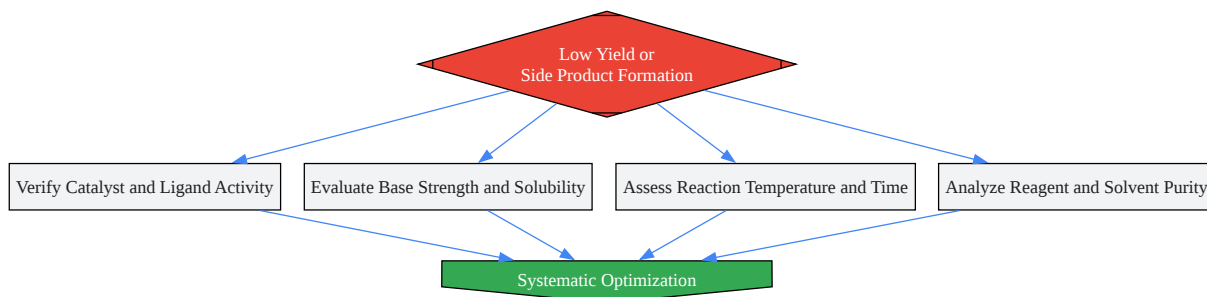 Low Yield or
Side Product Formation
Verify Catalyst and Ligand Activity
Evaluate Base Strength and Solubility
Assess Reaction Temperature and Time
Analyze Reagent and Solvent Purity
Systematic Optimization